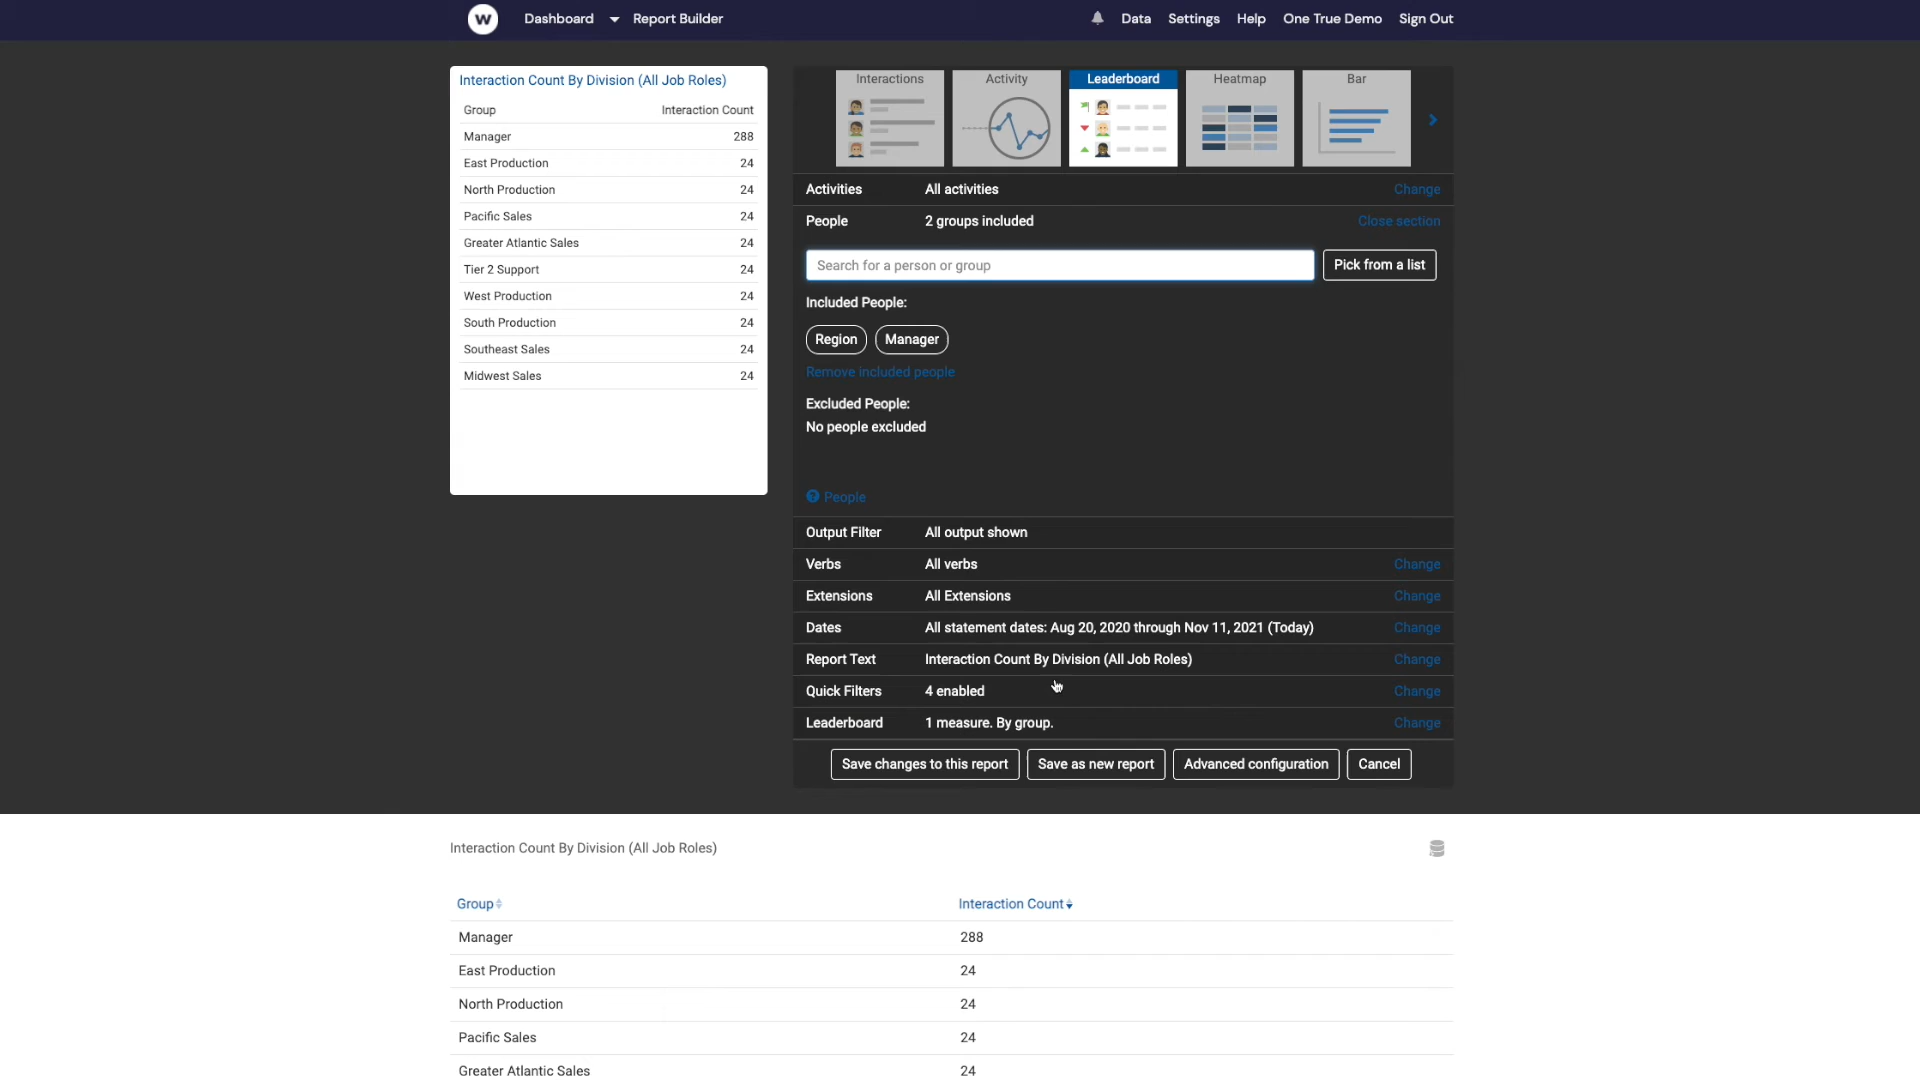 W
Dashboard
Report Builder
Data
Settings
Help
One True Demo
Sign Out
Interaction Count By Division (All Job Roles)
Group Interaction Count
Manager 288
East Production 24
North Production 24
Pacific Sales 24
Greater Atlantic Sales 24
Tier 2 Support 24
West Production 24
South Production 24
Southeast Sales 24
Midwest Sales 24
Interactions
Activity
Leaderboard
Heatmap
Bar
Activities All activities Change
People 2 groups included Close section
Search for a person or group
Pick from a list
Included People:
Region
Manager
Remove included people
Excluded People:
No people excluded
? People
Output Filter All output shown
Verbs All verbs Change
Extensions All Extensions Change
Dates All statement dates: Aug 20, 2020 through Nov 11, 2021 (Today) Change
Report Text Interaction Count By Division (All Job Roles) Change
Quick Filters 4 enabled Change
Leaderboard 1 measure. By group. Change
Save changes to this report
Save as new report
Advanced configuration
Cancel
Interaction Count By Division (All Job Roles)
Group Interaction Count
Manager 288
East Production 24
North Production 24
Pacific Sales 24
Greater Atlantic Sales 24